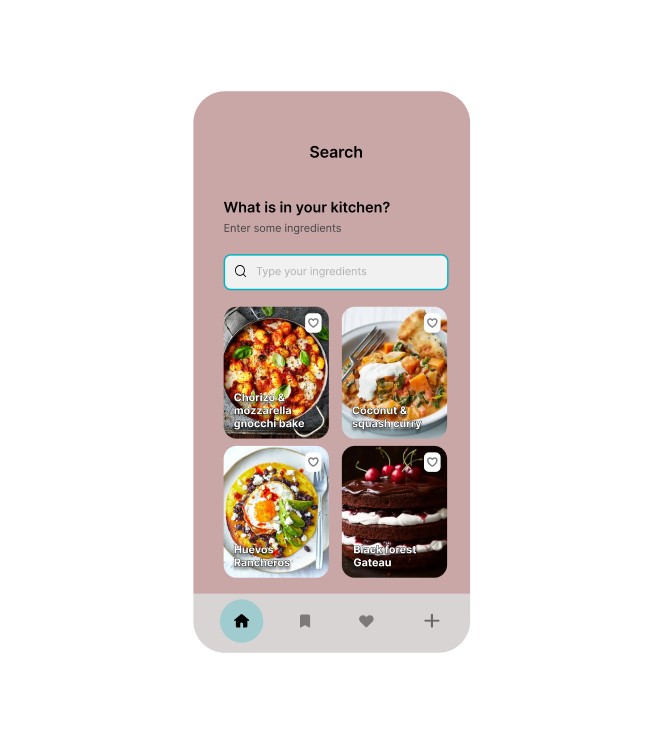 Search
What is in your kitchen?
Enter some ingredients
Type your ingredients
Chorizo &
mozzarella
gnocchi bake
Coconut &
squash curry
Huevos
Rancheros
Black forest
Gateau